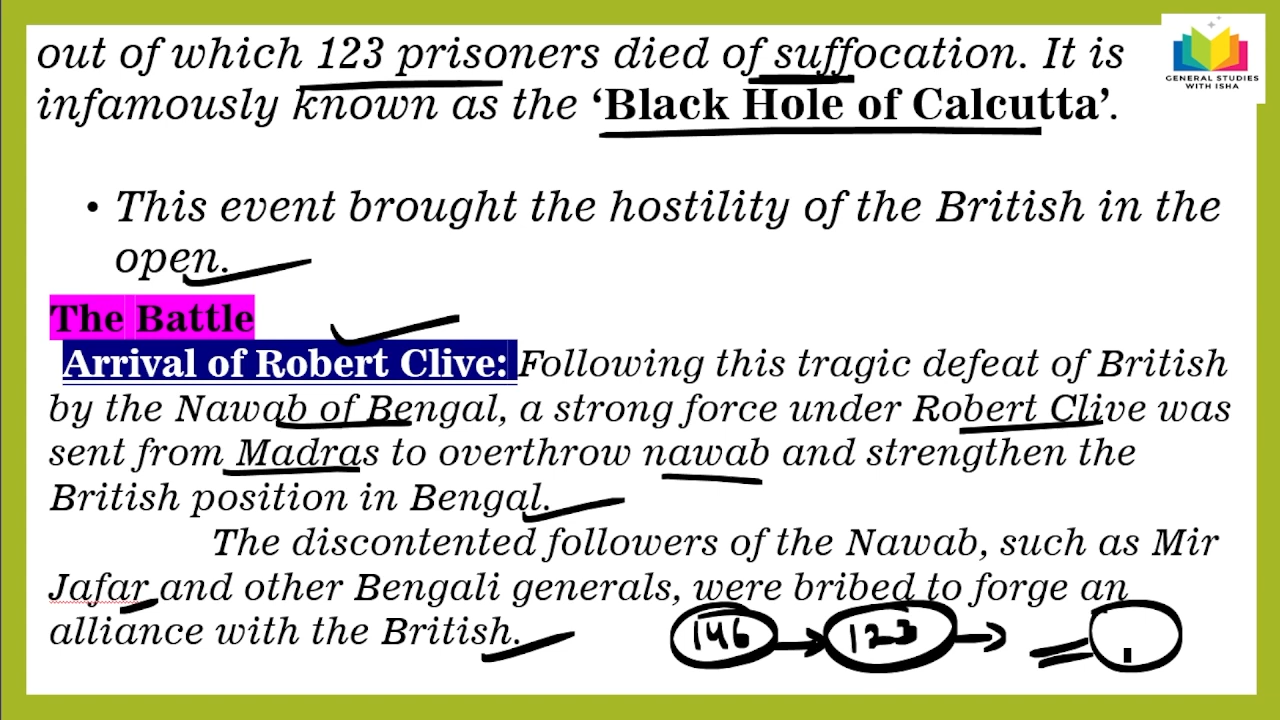 out of which 123 prisoners died of suffocation. It is
infamously known as the ‘Black Hole of Calcutta’.
GENERAL STUDIES
WITH ISHA
• This event brought the hostility of the British in the
open.
The Battle
Arrival of Robert Clive: Following this tragic defeat of British
by the Nawab of Bengal, a strong force under Robert Clive was
sent from Madras to overthrow nawab and strengthen the
British position in Bengal.
The discontented followers of the Nawab, such as Mir
Jafar and other Bengali generals, were bribed to forge an
alliance with the British.
146 → 123 →